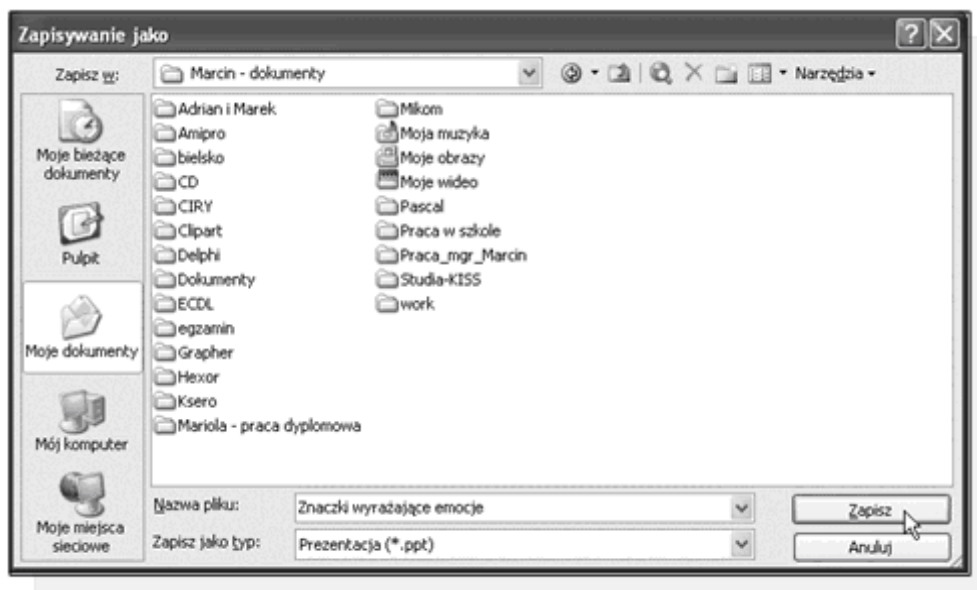 Zapisywanie jako
Zapisz w:
Marcin - dokumenty
Narzędzia
Moje bieżące
dokumenty
Pulpit
Moje dokumenty
Mój komputer
Moje miejsca
sieciowe
Adrian i Marek
Amipro
bielsko
CD
CIRY
Clipart
Delphi
Dokumenty
ECDL
egzamin
Grapher
Hexor
Ksero
Mariola - praca dyplomowa
Mikom
Moja muzyka
Moje obrazy
Moje wideo
Pascal
Praca w szkole
Praca_mgr_Marcin
Studia-KISS
work
Nazwa pliku:
Znaczki wyrażające emocje
Zapisz
Zapisz jako typ:
Prezentacja (*.ppt)
Anuluj